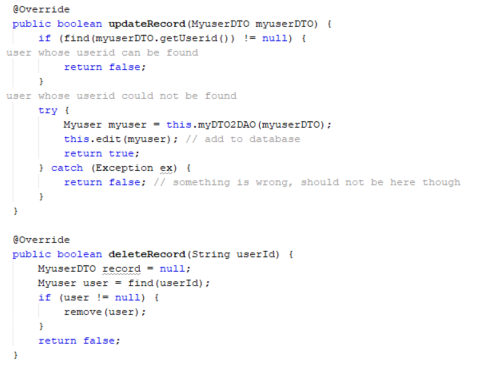 @Override
public boolean updateRecord(MyuserDTO myuserDTO) {
if (find(myuserDTO.getUserid()) != null) {
user whose userid can be found
return false;
}
user whose userid could not be found
try {
Myuser myuser = this.myDTO2DAO(myuserDTO);
this.edit(myuser); // add to database
return true;
} catch (Exception ex) {
return false; // something is wrong, should not be here though
}
}
@Override
public boolean deleteRecord(String userId) {
MyuserDTO record = null;
Myuser user = find(userId);
if (user != null) {
remove(user);
}
return false;
}